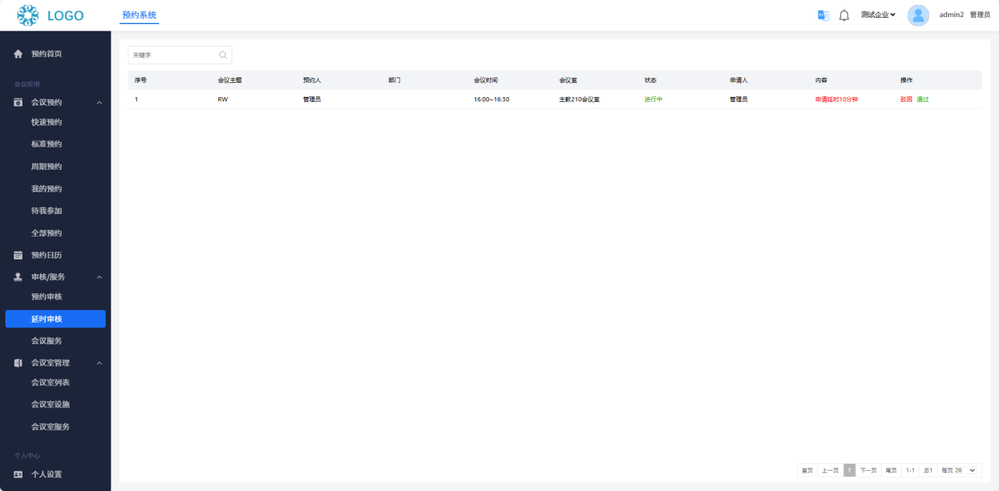 LOGO
预约系统
测试企业
admin2 管理员
预约首页
会议应用
会议预约
快速预约
标准预约
周期预约
我的预约
待我参加
全部预约
预约日历
审核/服务
预约审核
延时审核
会议服务
会议室管理
会议室列表
会议室设施
会议室服务
个人中心
个人设置
关键字
序号 会议主题 预约人 部门 会议时间 会议室 状态 申请人 内容 操作
1 RW 管理员 16:00~16:30 主教210会议室 进行中 管理员 申请延时10分钟 驳回 通过
首页 上一页 1 下一页 尾页 1-1 总1 每页 20